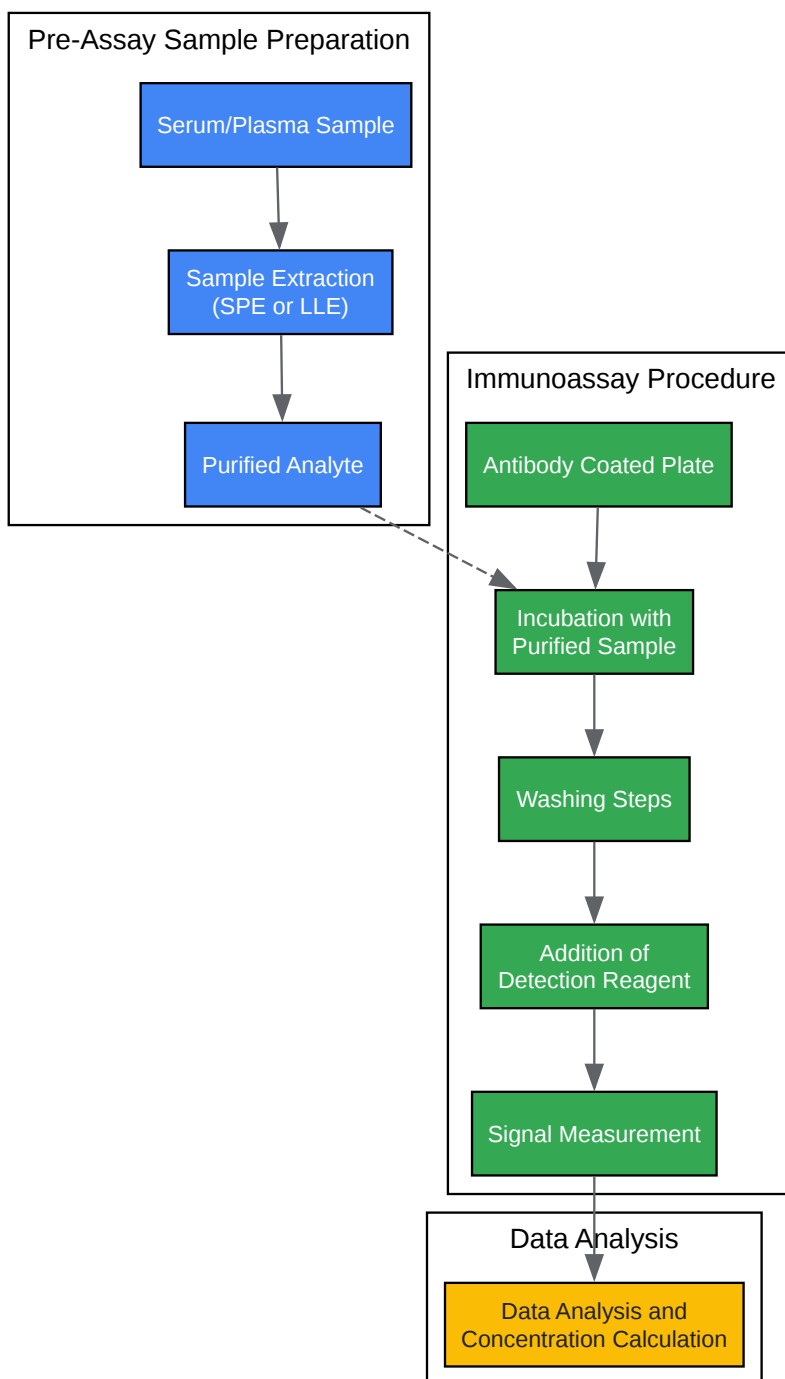 Pre-Assay Sample Preparation
Serum/Plasma Sample
Sample Extraction
(SPE or LLE)
Purified Analyte
Immunoassay Procedure
Antibody Coated Plate
Incubation with
Purified Sample
Washing Steps
Addition of
Detection Reagent
Signal Measurement
Data Analysis
Data Analysis and
Concentration Calculation